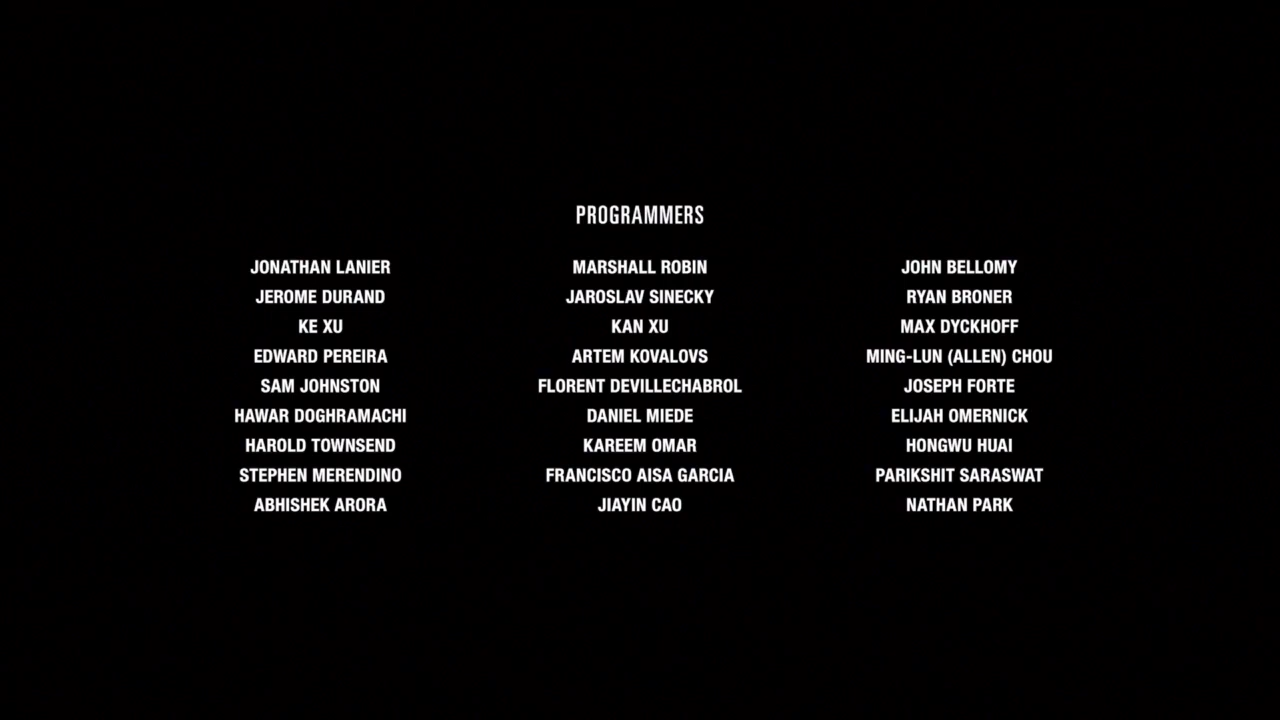 PROGRAMMERS
JONATHAN LANIER
JEROME DURAND
KE XU
EDWARD PEREIRA
SAM JOHNSTON
HAWAR DOGHRAMACHI
HAROLD TOWNSEND
STEPHEN MERENDINO
ABHISHEK ARORA
MARSHALL ROBIN
JAROSLAV SINECKY
KAN XU
ARTEM KOVALOVS
FLORENT DEVILLECHABROL
DANIEL MIEDE
KAREEM OMAR
FRANCISCO AISA GARCIA
JIAYIN CAO
JOHN BELLOMY
RYAN BRONER
MAX DYCKHOFF
MING-LUN (ALLEN) CHOU
JOSEPH FORTE
ELIJAH OMERNICK
HONGWU HUAI
PARIKSHIT SARASWAT
NATHAN PARK